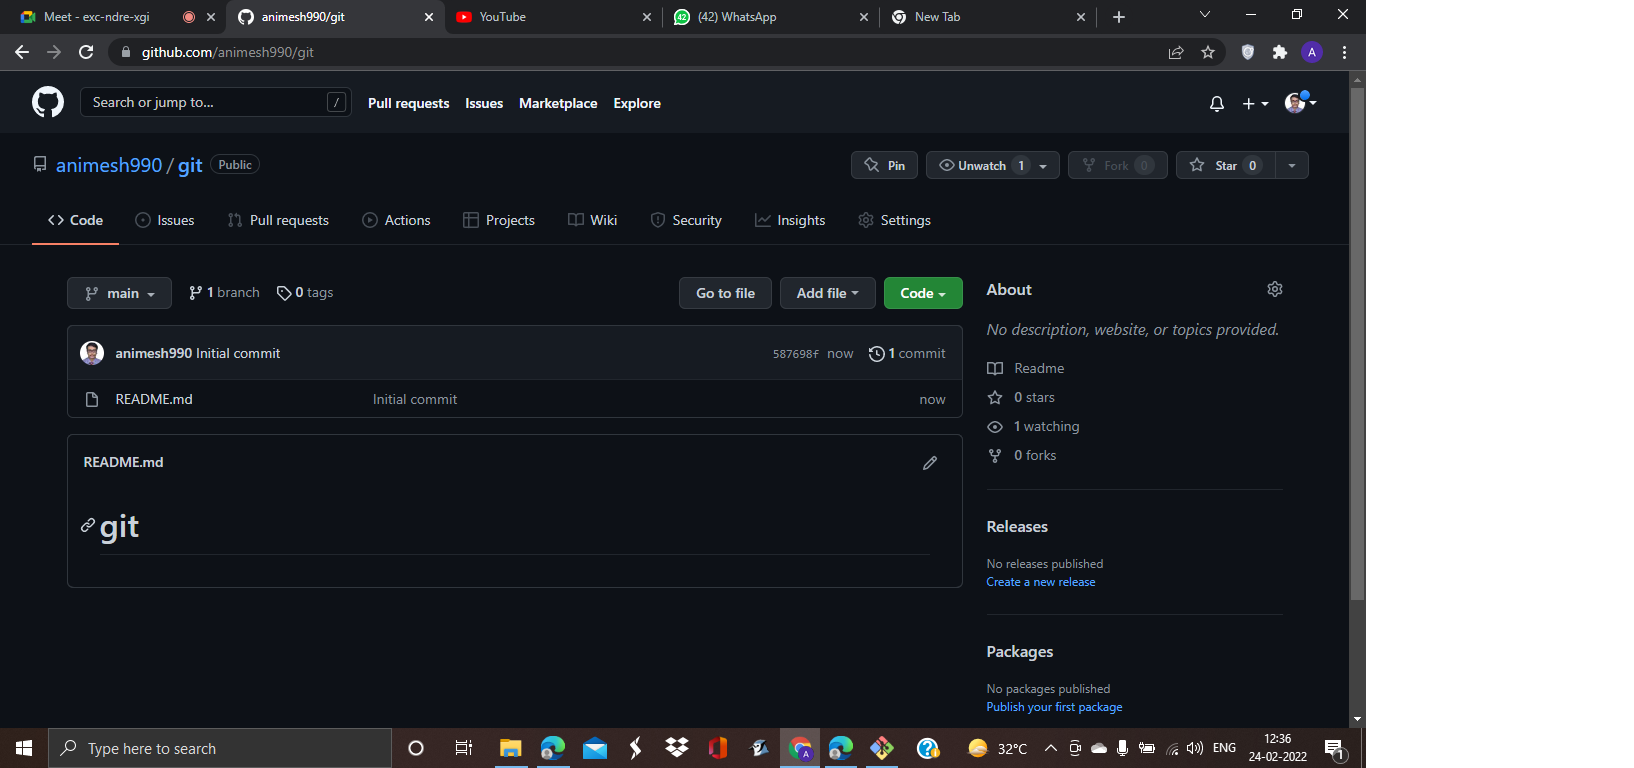 Meet - exc-ndre-xgi
animesh990/git
YouTube
(42) WhatsApp
New Tab
github.com/animesh990/git
A
Search or jump to... /
Pull requests Issues Marketplace Explore
animesh990 / git Public
Pin
Unwatch 1
Fork 0
Star 0
Code
Issues
Pull requests
Actions
Projects
Wiki
Security
Insights
Settings
main
1 branch
0 tags
Go to file
Add file
Code
animesh990 Initial commit
587698f now
1 commit
README.md
Initial commit
now
README.md
git
About
No description, website, or topics provided.
Readme
0 stars
1 watching
0 forks
Releases
No releases published
Create a new release
Packages
No packages published
Publish your first package
Type here to search
A
32°C
ENG
12:36
24-02-2022
1